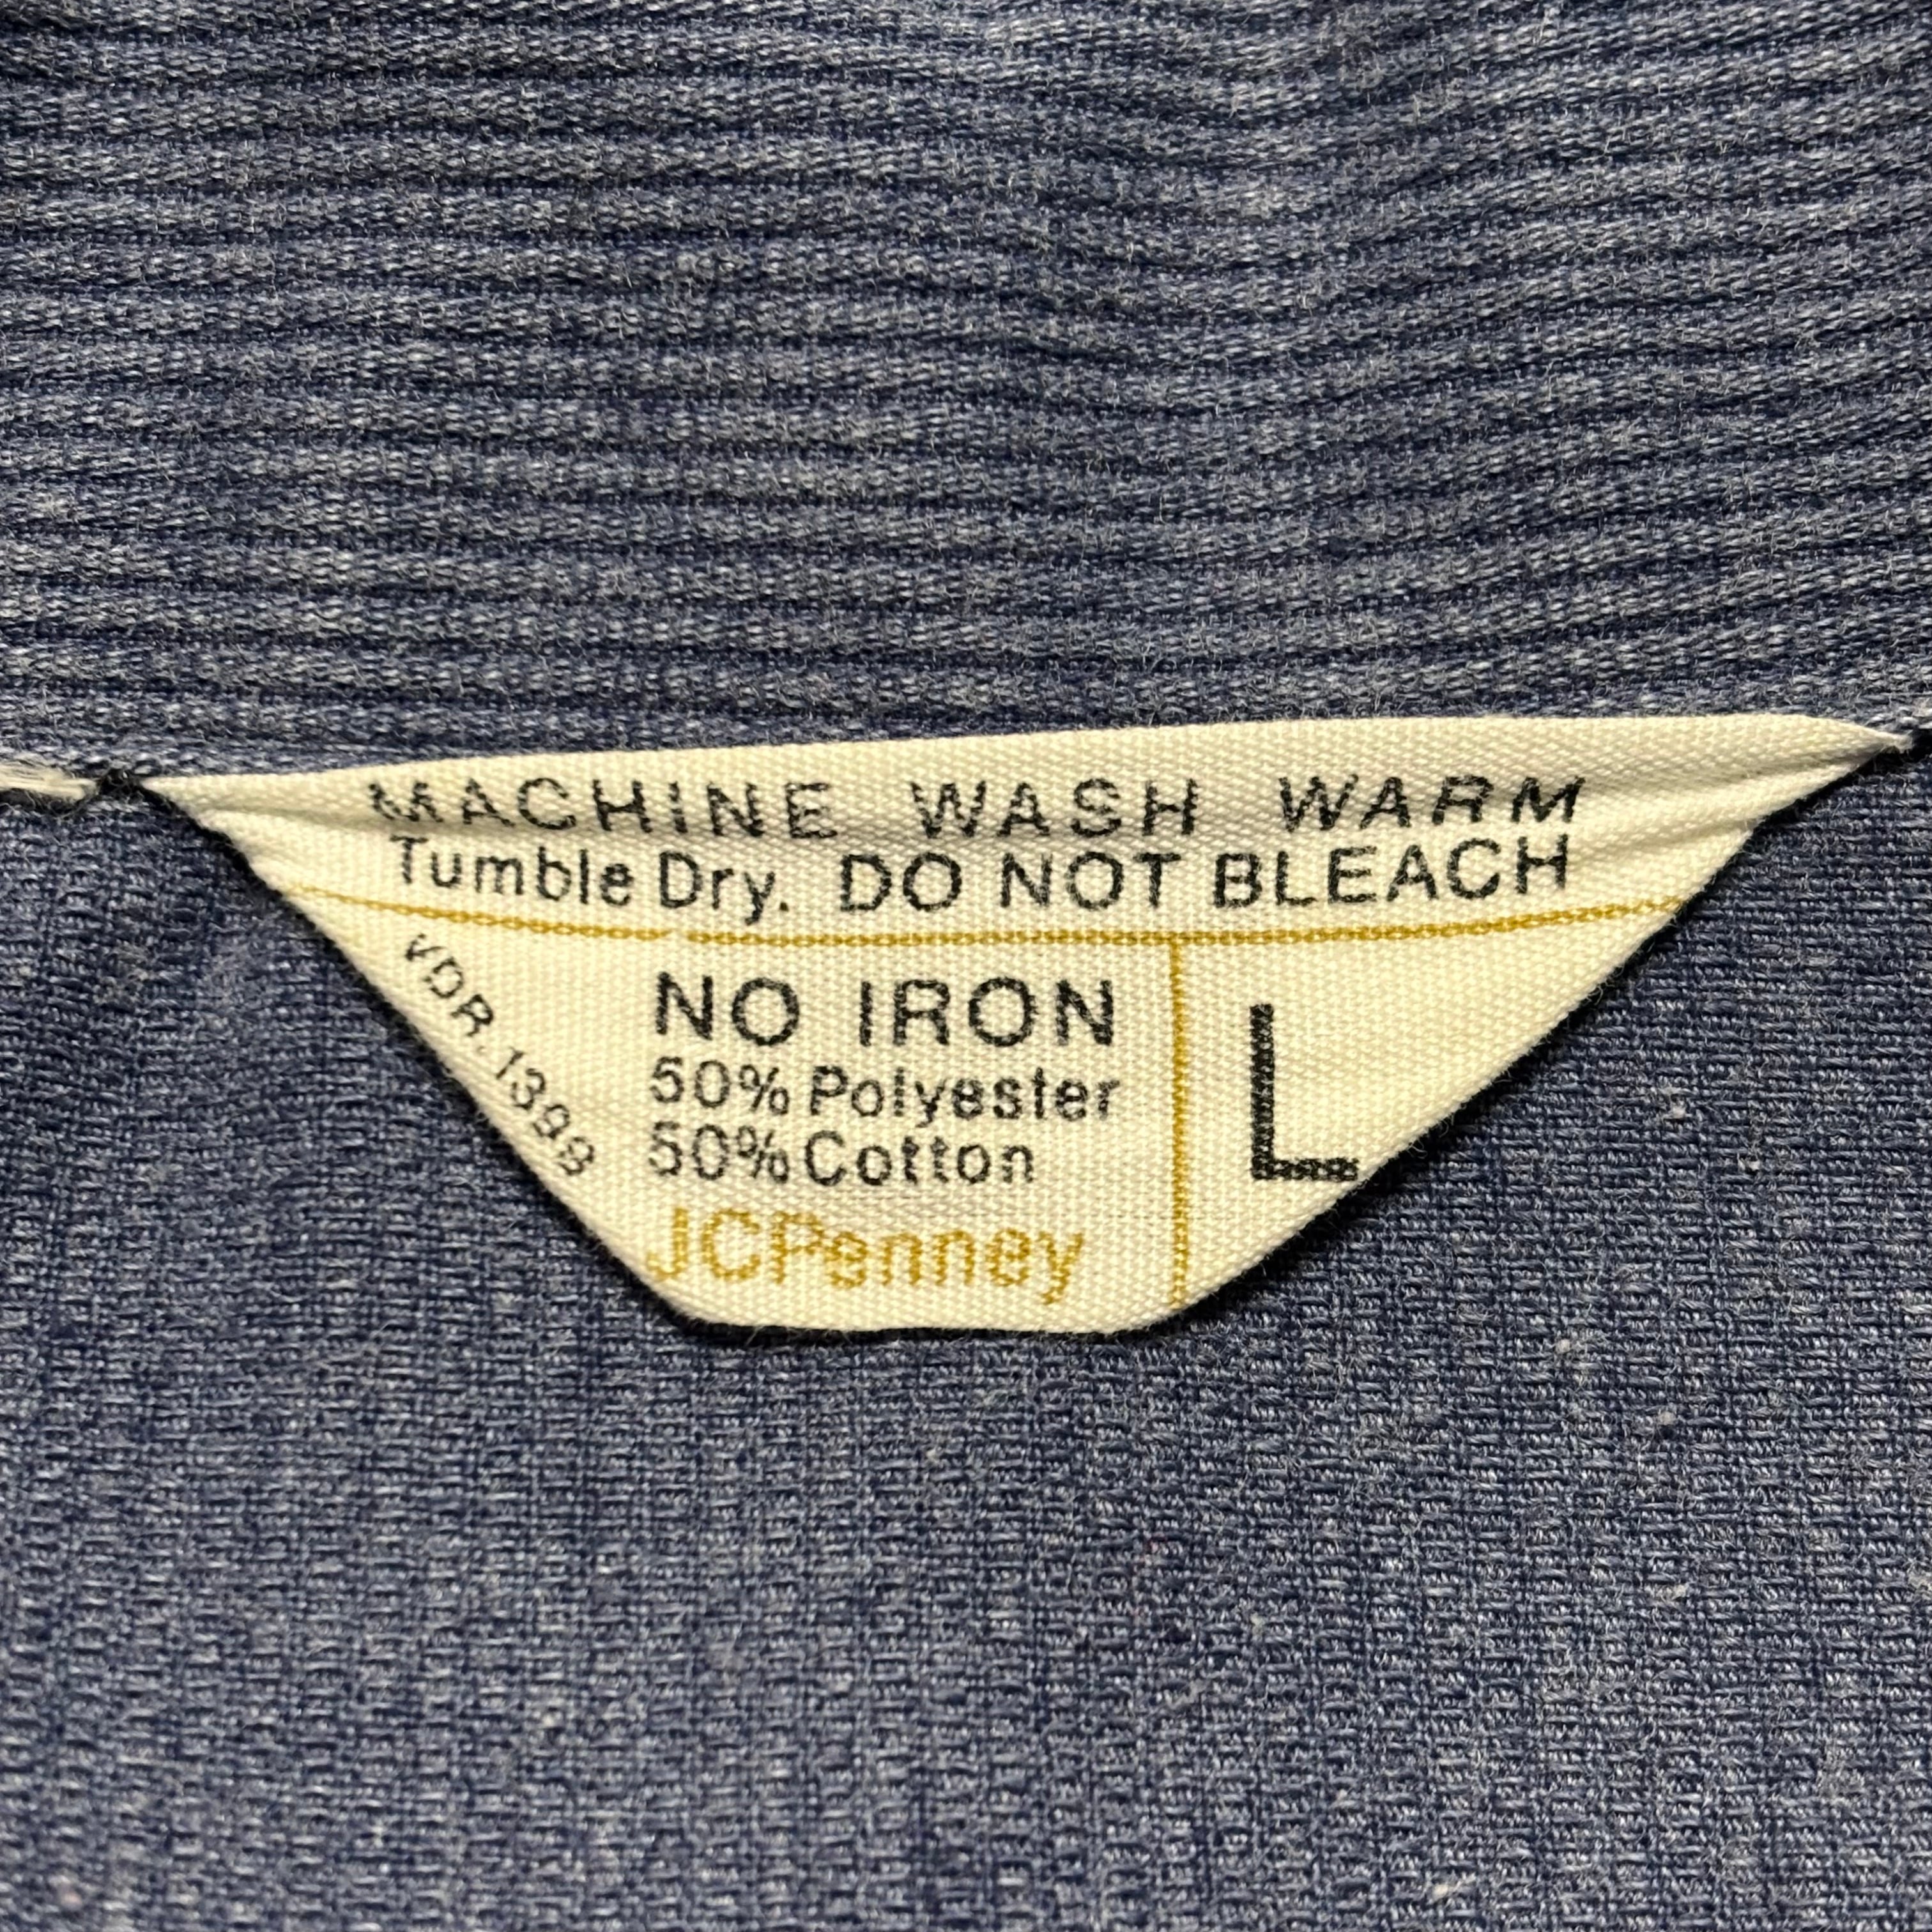 MACHINE WASH WARM
Tumble Dry. DO NOT BLEACH
VDR. 1399
NO IRON
50% Polyester
50% Cotton
JCPenney
L